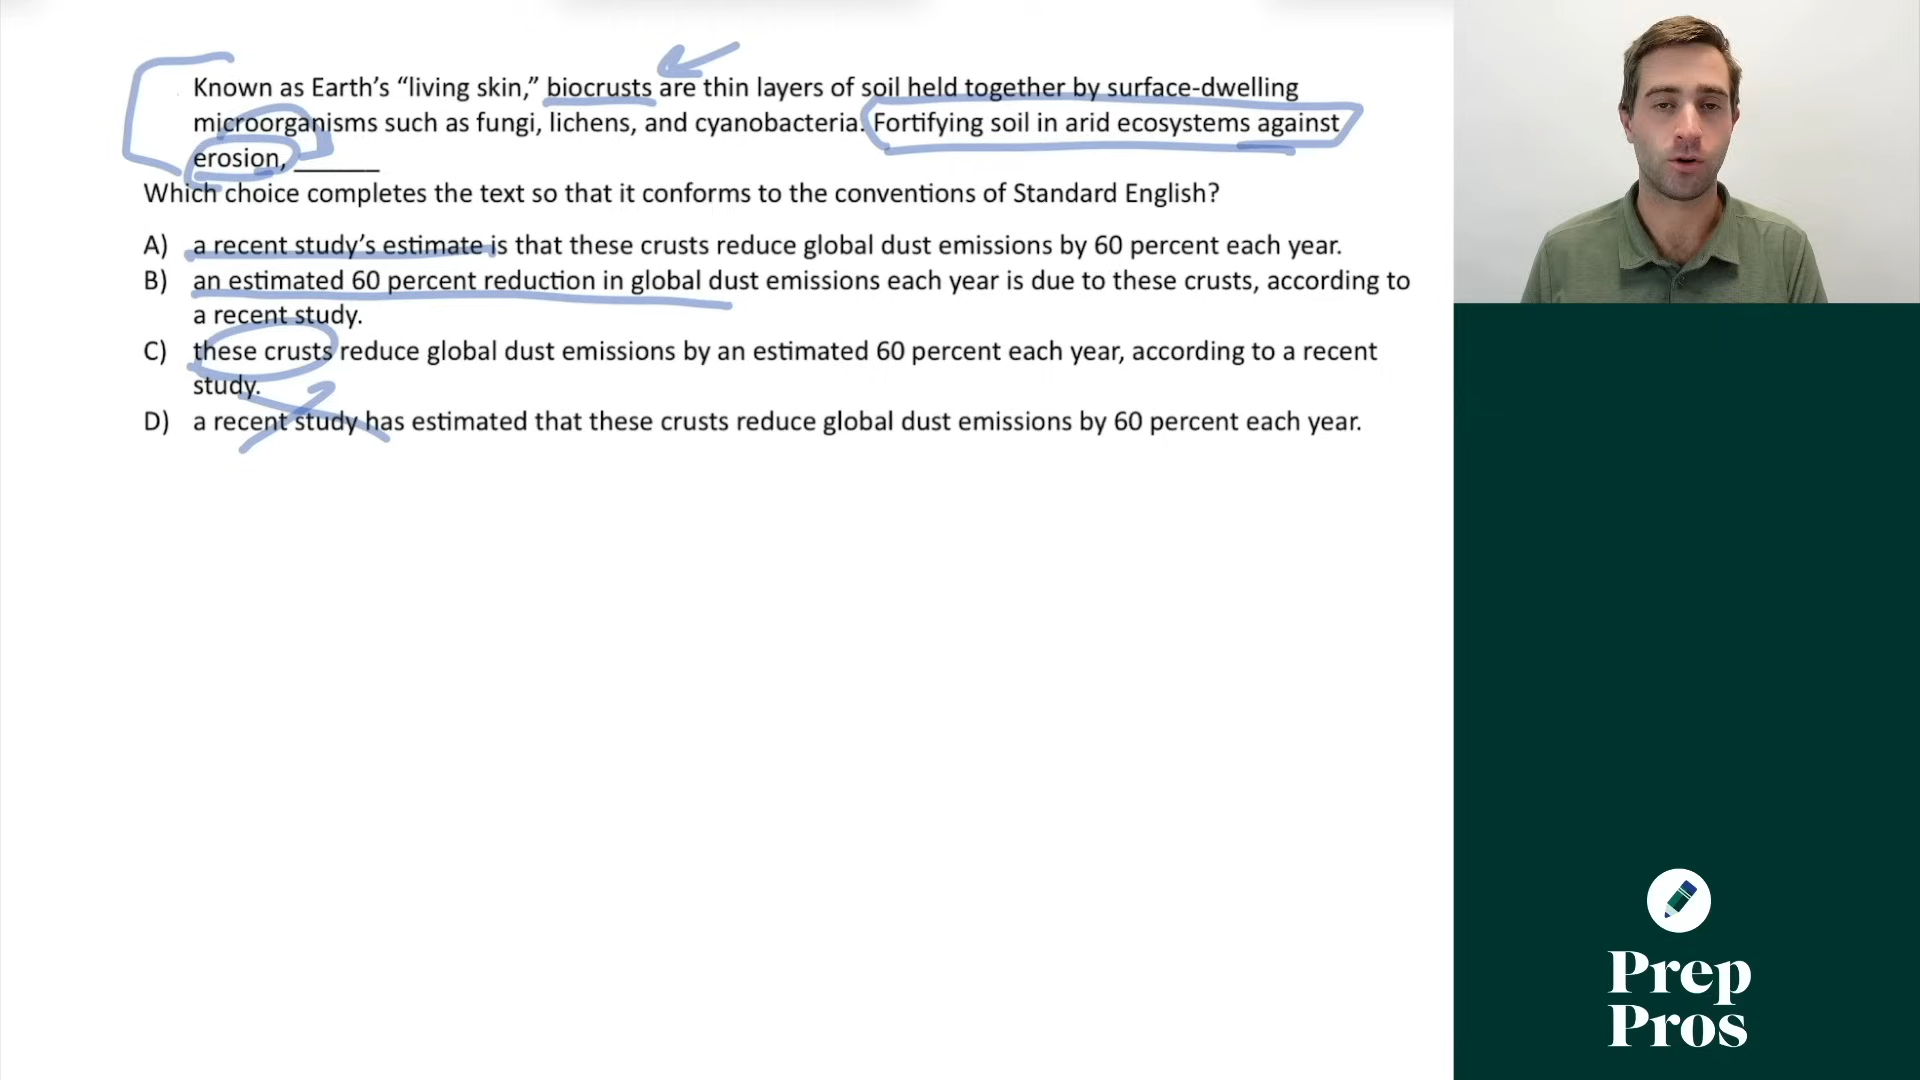 Known as Earth’s “living skin,” biocrusts are thin layers of soil held together by surface-dwelling
microorganisms such as fungi, lichens, and cyanobacteria. Fortifying soil in arid ecosystems against
erosion, ______
Which choice completes the text so that it conforms to the conventions of Standard English?
A) a recent study’s estimate is that these crusts reduce global dust emissions by 60 percent each year.
B) an estimated 60 percent reduction in global dust emissions each year is due to these crusts, according to
a recent study.
C) these crusts reduce global dust emissions by an estimated 60 percent each year, according to a recent
study.
D) a recent study has estimated that these crusts reduce global dust emissions by 60 percent each year.
Prep
Pros